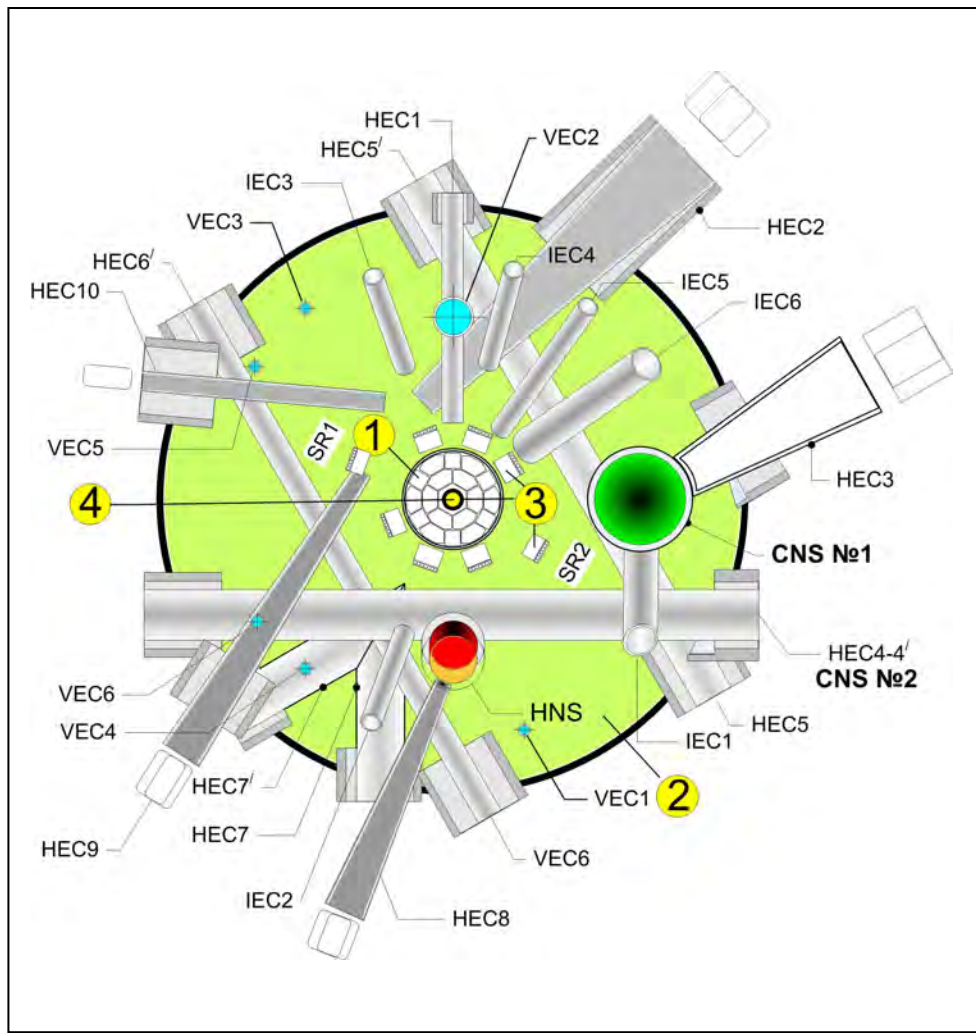 HEC1
HEC5/
VEC2
IEC3
VEC3
HEC2
IEC4
HEC6/
HEC10
IEC5
IEC6
VEC5
SR1
1
HEC3
4
3
SR2
CNS №1
HEC4-4/
CNS №2
VEC6
VEC4
HNS
HEC5
IEC1
HEC7/
VEC1
2
HEC7
HEC9
VEC6
IEC2
HEC8